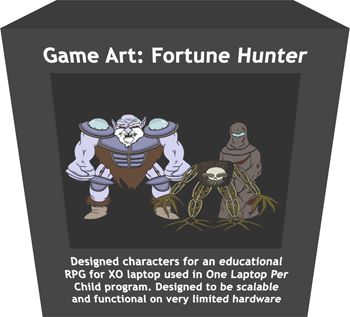 Game Art: Fortune Hunter
Designed characters for an educational
RPG for XO laptop used in One Laptop Per
Child program. Designed to be scalable
and functional on very limited hardware